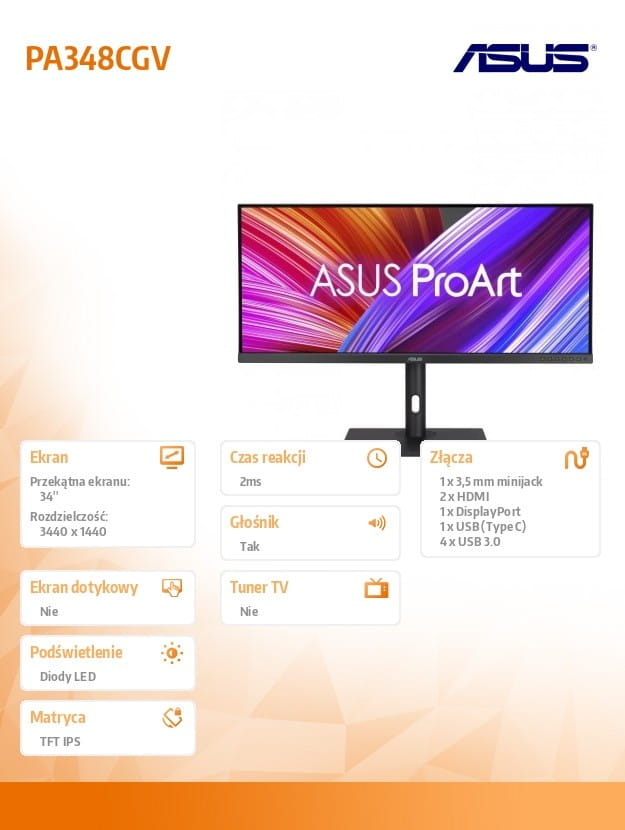 PA348CGV
ASUS®
ASUS ProArt
ASUS
Ekran
Przekątna ekranu:
34"
Rozdzielczość:
3440 x 1440
Czas reakcji
2ms
Głośnik
Tak
Złącza
1 x 3,5 mm minijack
2 x HDMI
1 x DisplayPort
1 x USB (Type C)
4 x USB 3.0
Ekran dotykowy
Nie
Tuner TV
Nie
Podświetlenie
Diody LED
Matryca
TFT IPS